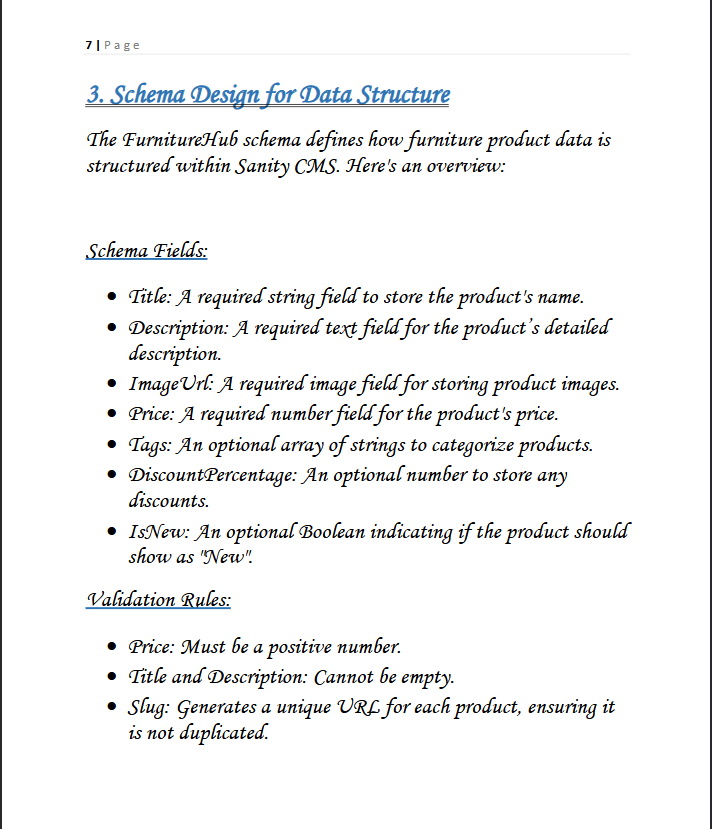 7 | Page
3. Schema Design for Data Structure
The FurnitureHub schema defines how furniture product data is
structured within Sanity CMS. Here's an overview:
Schema Fields:
• Title: A required string field to store the product's name.
• Description: A required text field for the product’s detailed
description.
• ImageUrl: A required image field for storing product images.
• Price: A required number field for the product's price.
• Tags: An optional array of strings to categorize products.
• DiscountPercentage: An optional number to store any
discounts.
• IsNew: An optional Boolean indicating if the product should
show as "New".
Validation Rules:
• Price: Must be a positive number.
• Title and Description: Cannot be empty.
• Slug: Generates a unique URL for each product, ensuring it
is not duplicated.